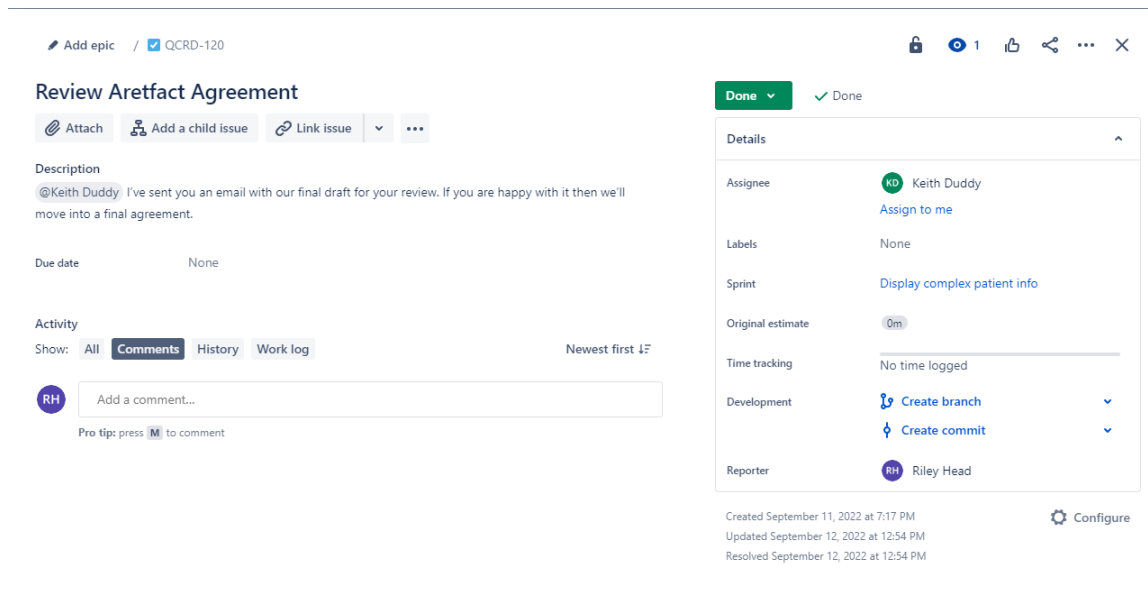 Add epic / QCRD-120
1
Review Aretfact Agreement
Attach Add a child issue Link issue
Description
@Keith Duddy I've sent you an email with our final draft for your review. If you are happy with it then we'll
move into a final agreement.
Due date None
Activity
Show: All Comments History Work log Newest first
RH Add a comment...
Pro tip: press M to comment
Done Done
Details
Assignee KD Keith Duddy
Assign to me
Labels None
Sprint Display complex patient info
Original estimate 0m
Time tracking No time logged
Development Create branch
Create commit
Reporter RH Riley Head
Created September 11, 2022 at 7:17 PM Configure
Updated September 12, 2022 at 12:54 PM
Resolved September 12, 2022 at 12:54 PM